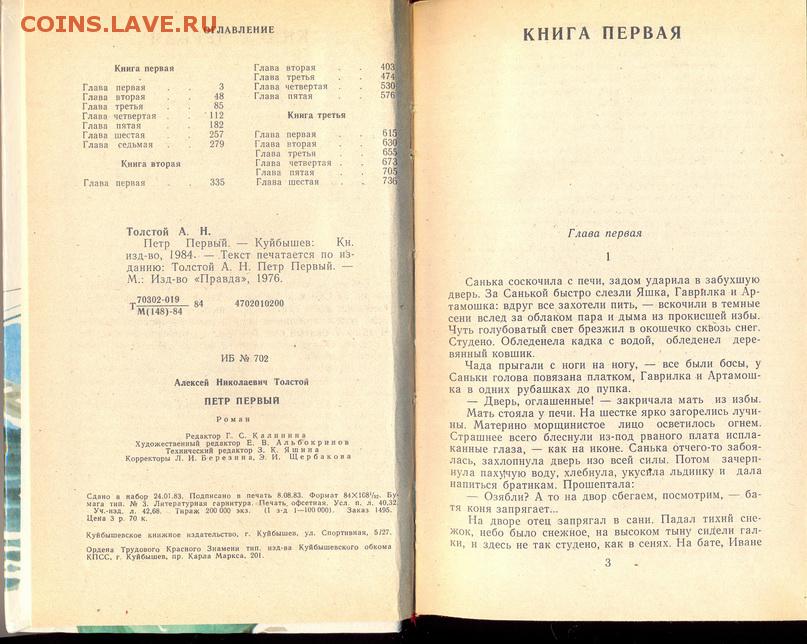 COINS.LAVE.RU
ОГЛАВЛЕНИЕ
Книга первая
Глава первая . . 3
Глава вторая . . 48
Глава третья . . 85
Глава четвертая . . 112
Глава пятая . . 182
Глава шестая . . 257
Глава седьмая . . 279
Книга вторая
Глава первая . . 335
Глава вторая . . 403
Глава третья . . 474
Глава четвертая . . 530
Глава пятая . . 576
Книга третья
Глава первая . . 615
Глава вторая . . 630
Глава третья . . 655
Глава четвертая . . 673
Глава пятая . . 705
Глава шестая . . 736
Толстой А. Н.
Петр Первый. — Куйбышев: Кн.
изд-во, 1984. — Текст печатается по из-
данию: Толстой А. Н. Петр Первый. —
М.: Изд-во «Правда», 1976.
Т 70302-019
М(148)-84 84 4702010200
ИБ № 702
Алексей Николаевич Толстой
ПЕТР ПЕРВЫЙ
Роман
Редактор Г. С. Калинина
Художественный редактор Е. В. Альбокринов
Технический редактор З. К. Яшина
Корректоры Л. И. Березина, Э. И. Щербакова
Сдано в набор 24.01.83. Подписано в печать 8.08.83. Формат 84×108¹/₃₂. Бу-
мага тип. № 3. Литературная гарнитура. Печать, офсетная. Усл. п. л. 40,32.
Уч.-изд. л. 42,68. Тираж 200 000 экз. (1 з-д 1—100 000). Заказ 1495.
Цена 3 р. 70 к.
Куйбышевское книжное издательство, г. Куйбышев, ул. Спортивная, 5/27.
Ордена Трудового Красного Знамени тип. изд-ва Куйбышевского обкома
КПСС, г. Куйбышев, пр. Карла Маркса, 201.
КНИГА ПЕРВАЯ
Глава первая
1
Санька соскочила с печи, задом ударила в забухшую
дверь. За Санькой быстро слезли Яшка, Гаврилка и Ар-
тамошка: вдруг все захотели пить, — вскочили в темные
сени вслед за облаком пара и дыма из прокисшей избы.
Чуть голубоватый свет брезжил в окошечко сквозь снег.
Студено. Обледенела кадка с водой, обледенел дере-
вянный ковшик.
Чада прыгали с ноги на ногу, — все были босы, у
Саньки голова повязана платком, Гаврилка и Артамош-
ка в одних рубашках до пупка.
— Дверь, оглашенные! — закричала мать из избы.
Мать стояла у печи. На шестке ярко загорелись лучи-
ны. Материно морщинистое лицо осветилось огнем.
Страшнее всего блеснули из-под рваного плата испла-
канные глаза, — как на иконе. Санька отчего-то забоя-
лась, захлопнула дверь изо всей силы. Потом зачерп-
нула пахучую воду, хлебнула, укусила льдинку и дала
напиться братикам. Прошептала:
— Озябли? А то на двор сбегаем, посмотрим, — ба-
тя коня запрягает...
На дворе отец запрягал в сани. Падал тихий сне-
жок, небо было снежное, на высоком тыну сидели гал-
ки, и здесь не так студено, как в сенях. На бате, Иване
3